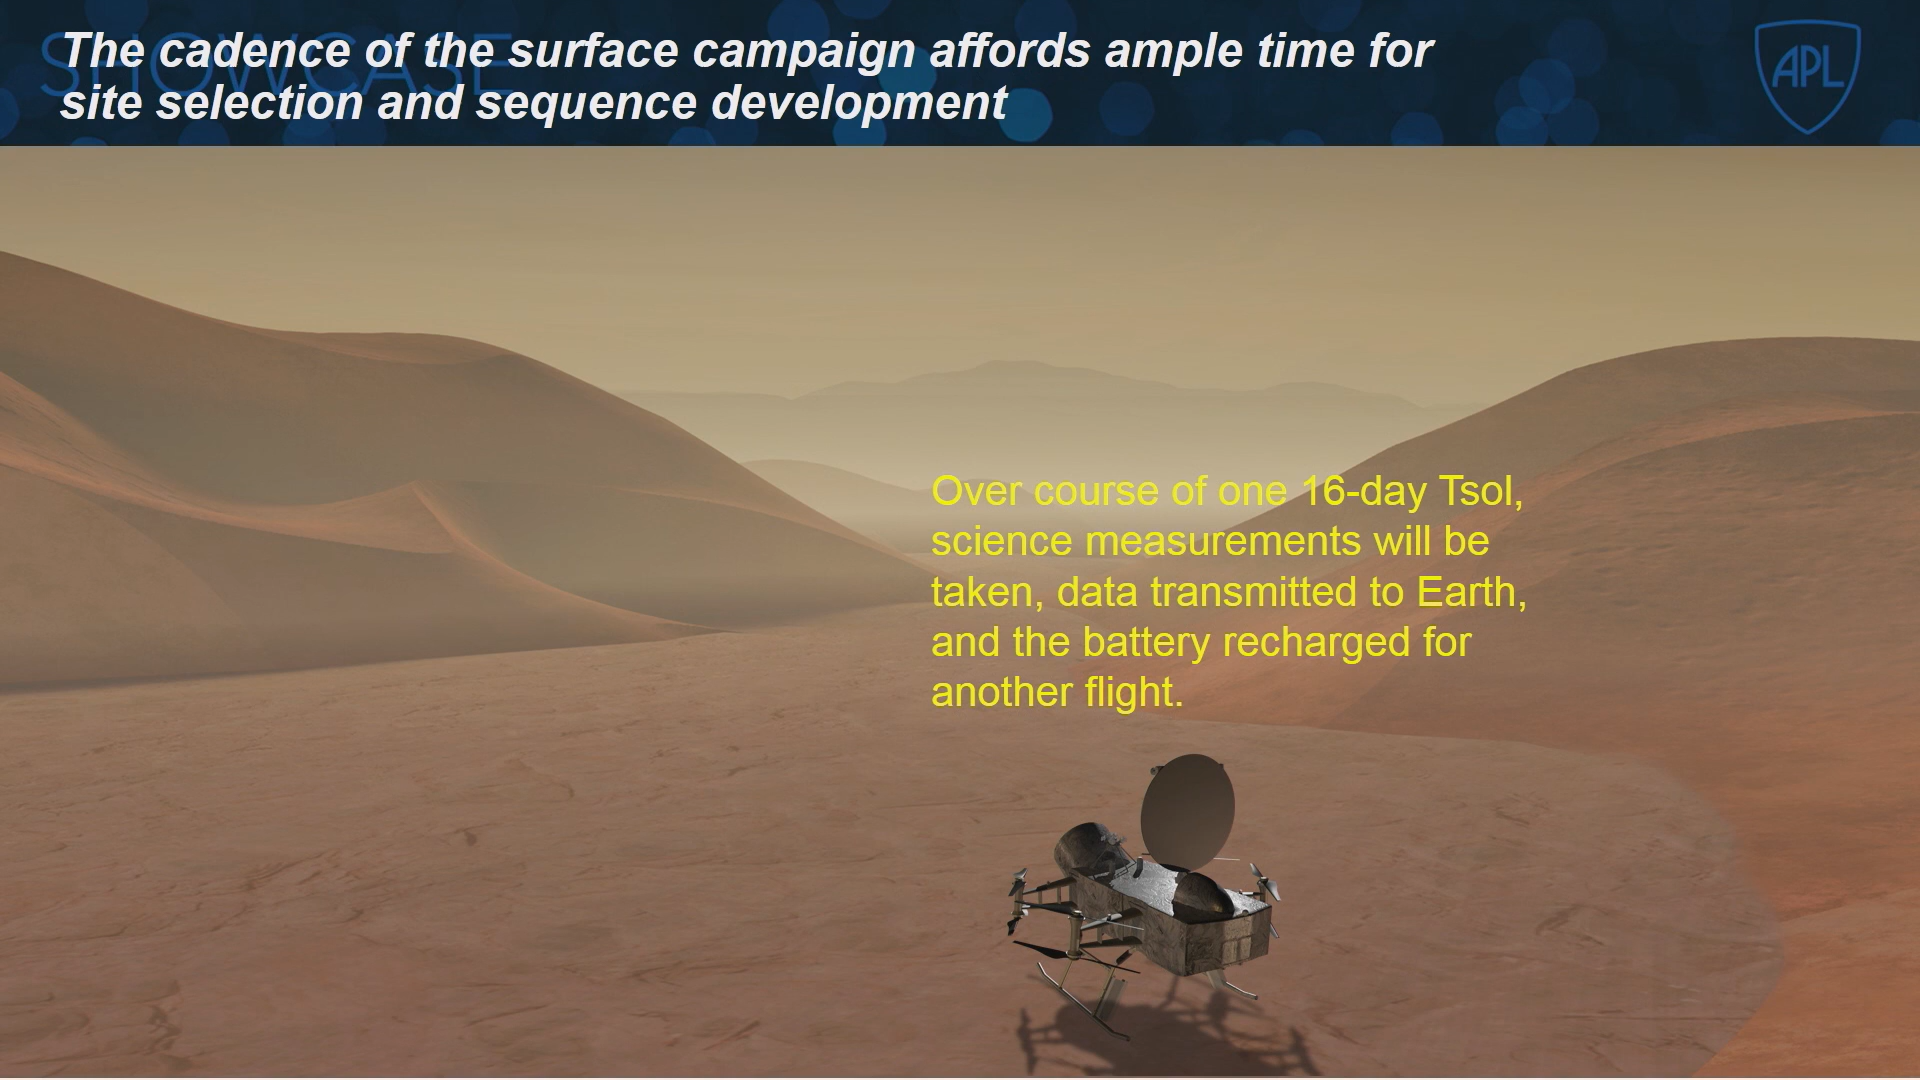 SHOWCASE
The cadence of the surface campaign affords ample time for
site selection and sequence development
APL
Over course of one 16-day Tsol,
science measurements will be
taken, data transmitted to Earth,
and the battery recharged for
another flight.